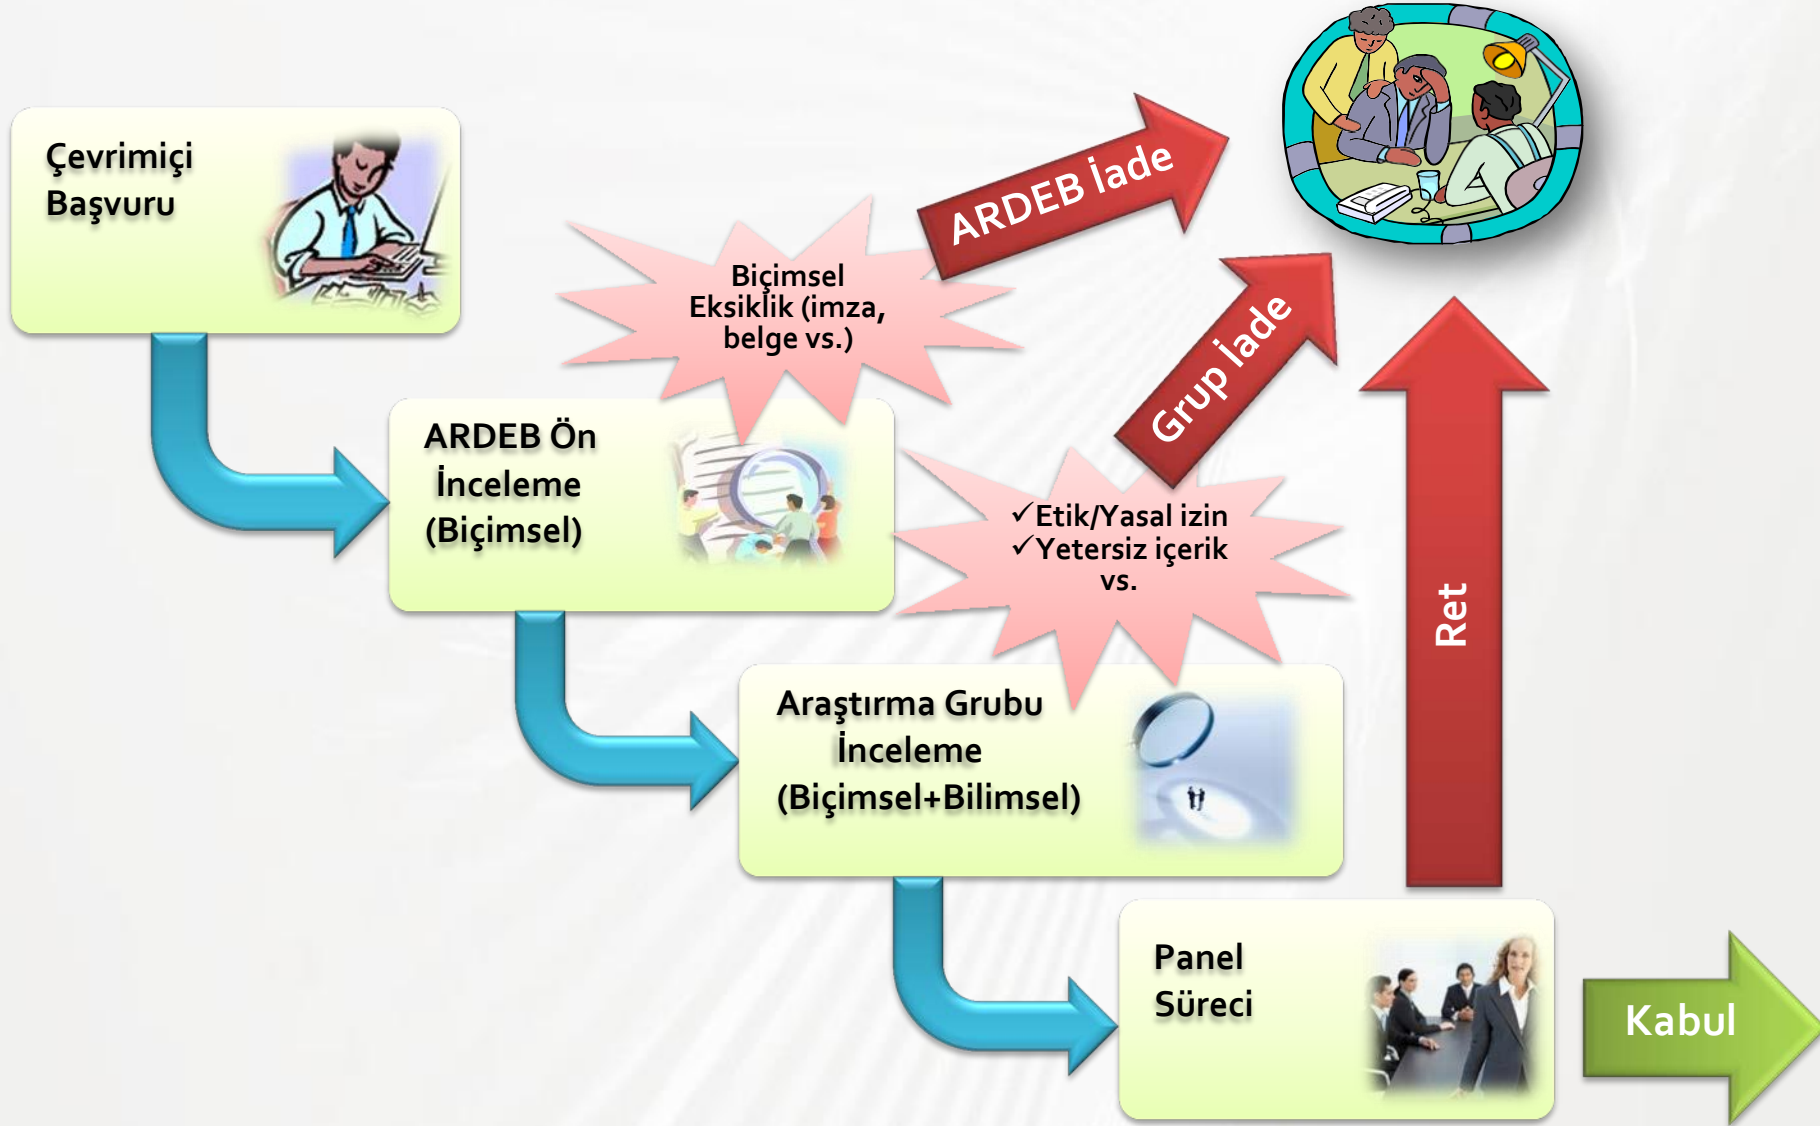 Çevrimiçi
Başvuru
ARDEB İade
Biçimsel
Eksiklik (imza,
belge vs.)
Grup İade
ARDEB Ön
İnceleme
(Biçimsel)
✓Etik/Yasal izin
✓Yetersiz içerik
vs.
Ret
Araştırma Grubu
İnceleme
(Biçimsel+Bilimsel)
Panel
Süreci
Kabul